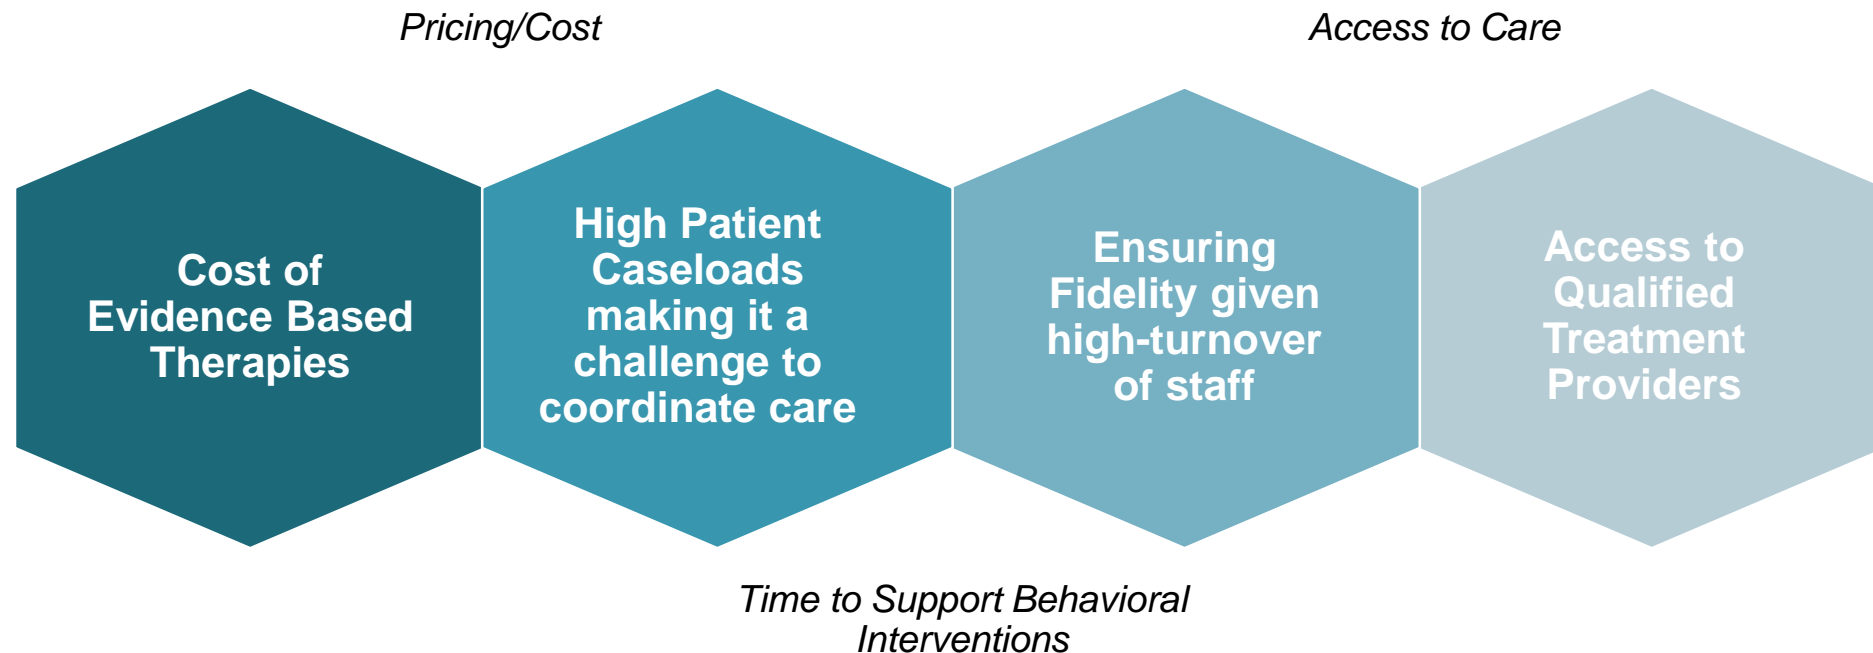 Pricing/Cost
Access to Care
Cost of
Evidence Based
Therapies
High Patient
Caseloads
making it a
challenge to
coordinate care
Ensuring
Fidelity given
high-turnover
of staff
Access to
Qualified
Treatment
Providers
Time to Support Behavioral
Interventions